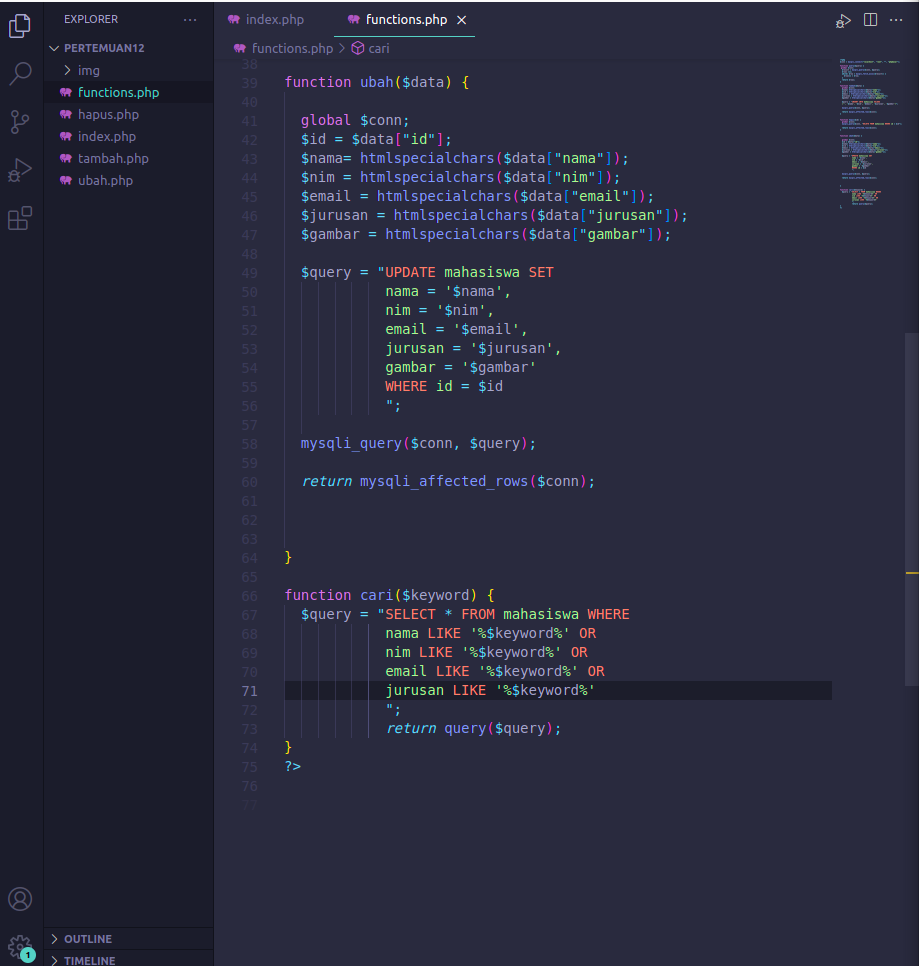 EXPLORER
PERTEMUAN12
img
functions.php
hapus.php
index.php
tambah.php
ubah.php
OUTLINE
TIMELINE
1
index.php
functions.php
functions.php > cari
38
39 function ubah($data) {
40
41 global $conn;
42 $id = $data["id"];
43 $nama= htmlspecialchars($data["nama"]);
44 $nim = htmlspecialchars($data["nim"]);
45 $email = htmlspecialchars($data["email"]);
46 $jurusan = htmlspecialchars($data["jurusan"]);
47 $gambar = htmlspecialchars($data["gambar"]);
48
49 $query = "UPDATE mahasiswa SET
50 nama = '$nama',
51 nim = '$nim',
52 email = '$email',
53 jurusan = '$jurusan',
54 gambar = '$gambar'
55 WHERE id = $id
56 ";
57
58 mysqli_query($conn, $query);
59
60 return mysqli_affected_rows($conn);
61
62
63
64 }
65
66 function cari($keyword) {
67 $query = "SELECT * FROM mahasiswa WHERE
68 nama LIKE '%$keyword%' OR
69 nim LIKE '%$keyword%' OR
70 email LIKE '%$keyword%' OR
71 jurusan LIKE '%$keyword%'
72 ";
73 return query($query);
74 }
75 ?>
76
77